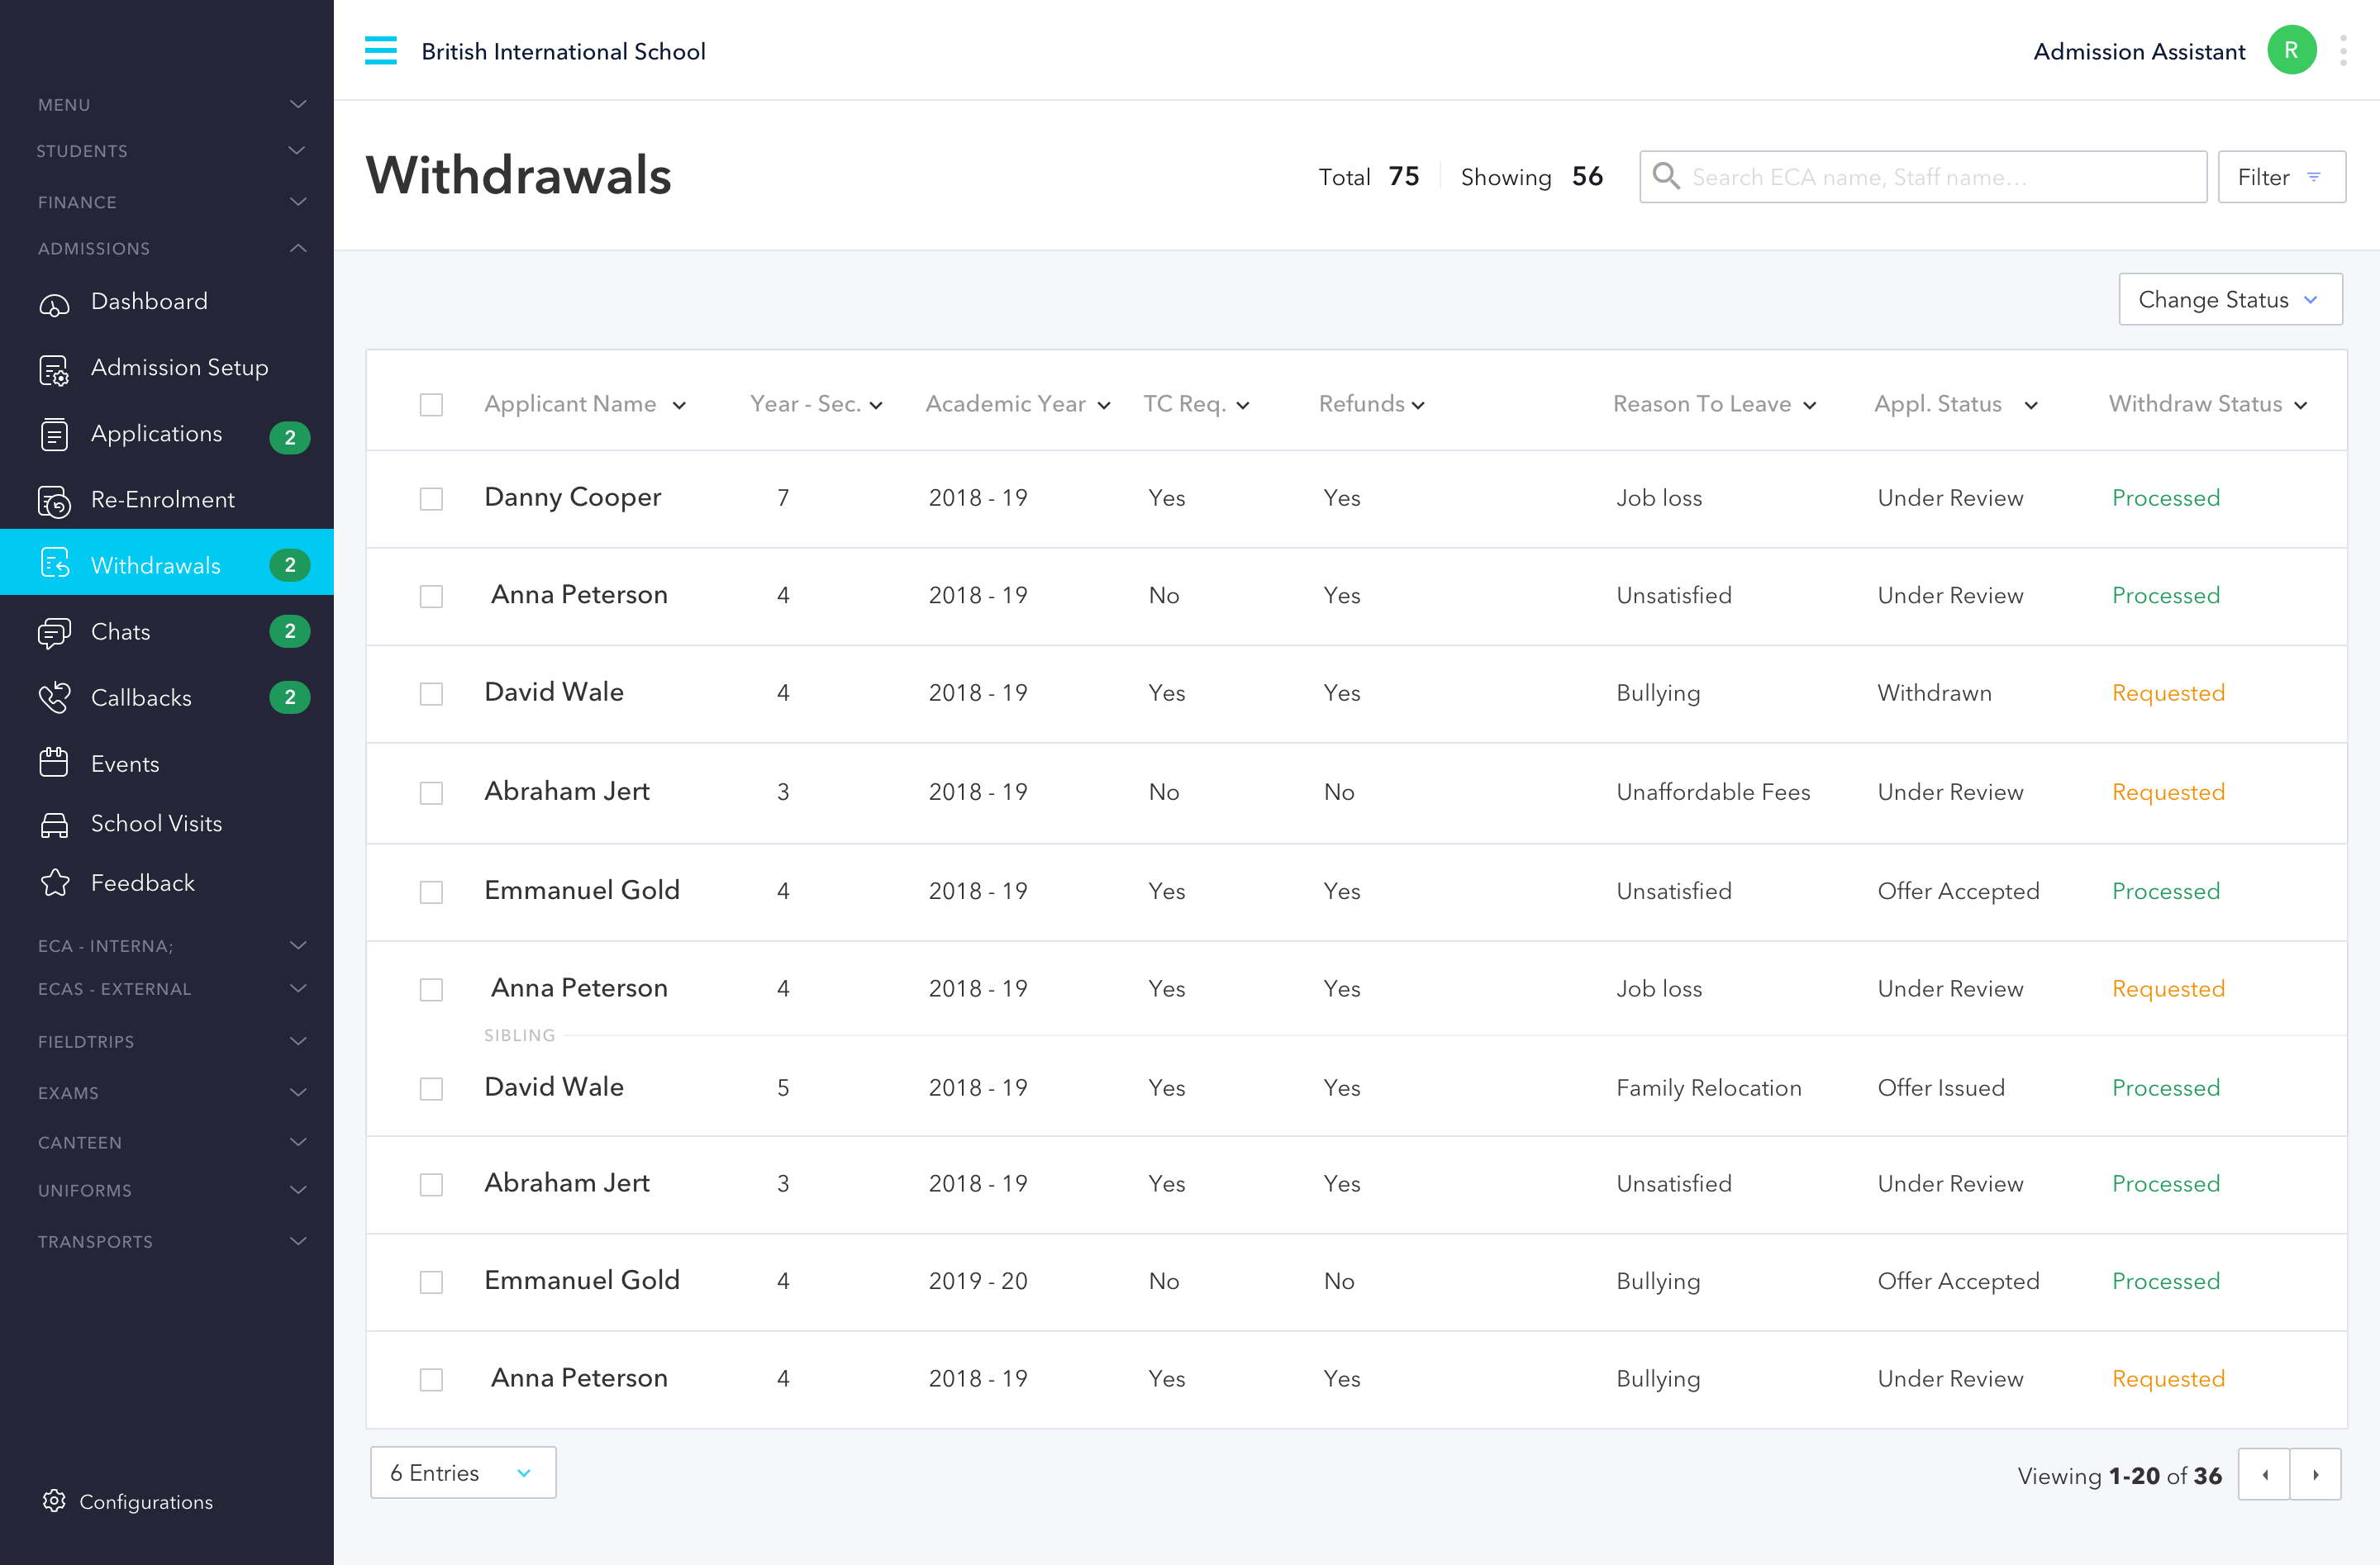 British International School
Admission Assistant R
MENU
STUDENTS
FINANCE
ADMISSIONS
Dashboard
Admission Setup
Applications 2
Re-Enrolment
Withdrawals 2
Chats 2
Callbacks 2
Events
School Visits
Feedback
ECA - INTERNA;
ECAS - EXTERNAL
FIELDTRIPS
EXAMS
CANTEEN
UNIFORMS
TRANSPORTS
Configurations
Withdrawals
Total 75 Showing 56 Search ECA name, Staff name... Filter
Change Status
Applicant Name Year - Sec. Academic Year TC Req. Refunds Reason To Leave Appl. Status Withdraw Status
Danny Cooper 7 2018 - 19 Yes Yes Job loss Under Review Processed
Anna Peterson 4 2018 - 19 No Yes Unsatisfied Under Review Processed
David Wale 4 2018 - 19 Yes Yes Bullying Withdrawn Requested
Abraham Jert 3 2018 - 19 No No Unaffordable Fees Under Review Requested
Emmanuel Gold 4 2018 - 19 Yes Yes Unsatisfied Offer Accepted Processed
Anna Peterson 4 2018 - 19 Yes Yes Job loss Under Review Requested
SIBLING
David Wale 5 2018 - 19 Yes Yes Family Relocation Offer Issued Processed
Abraham Jert 3 2018 - 19 Yes Yes Unsatisfied Under Review Processed
Emmanuel Gold 4 2019 - 20 No No Bullying Offer Accepted Processed
Anna Peterson 4 2018 - 19 Yes Yes Bullying Under Review Requested
6 Entries
Viewing 1-20 of 36